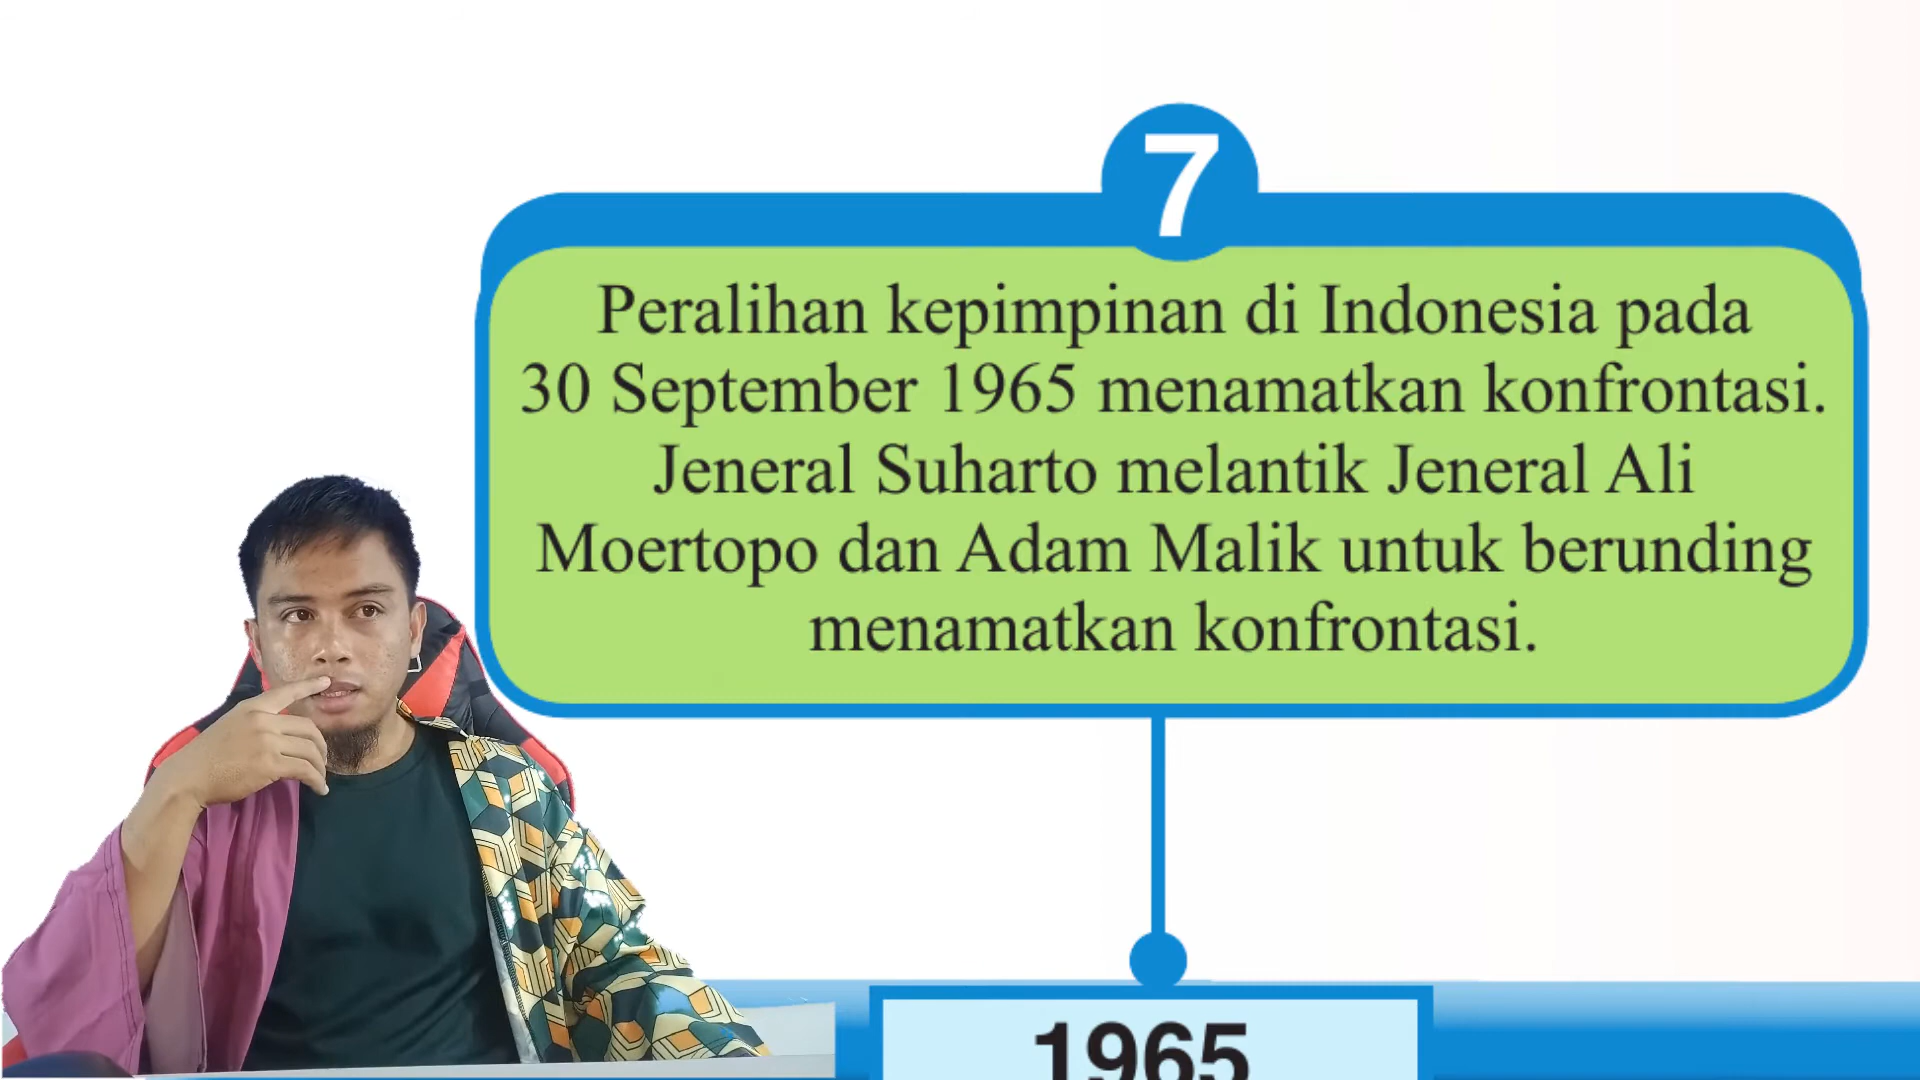 7
Peralihan kepimpinan di Indonesia pada
30 September 1965 menamatkan konfrontasi.
Jeneral Suharto melantik Jeneral Ali
Moertopo dan Adam Malik untuk berunding
menamatkan konfrontasi.
1965